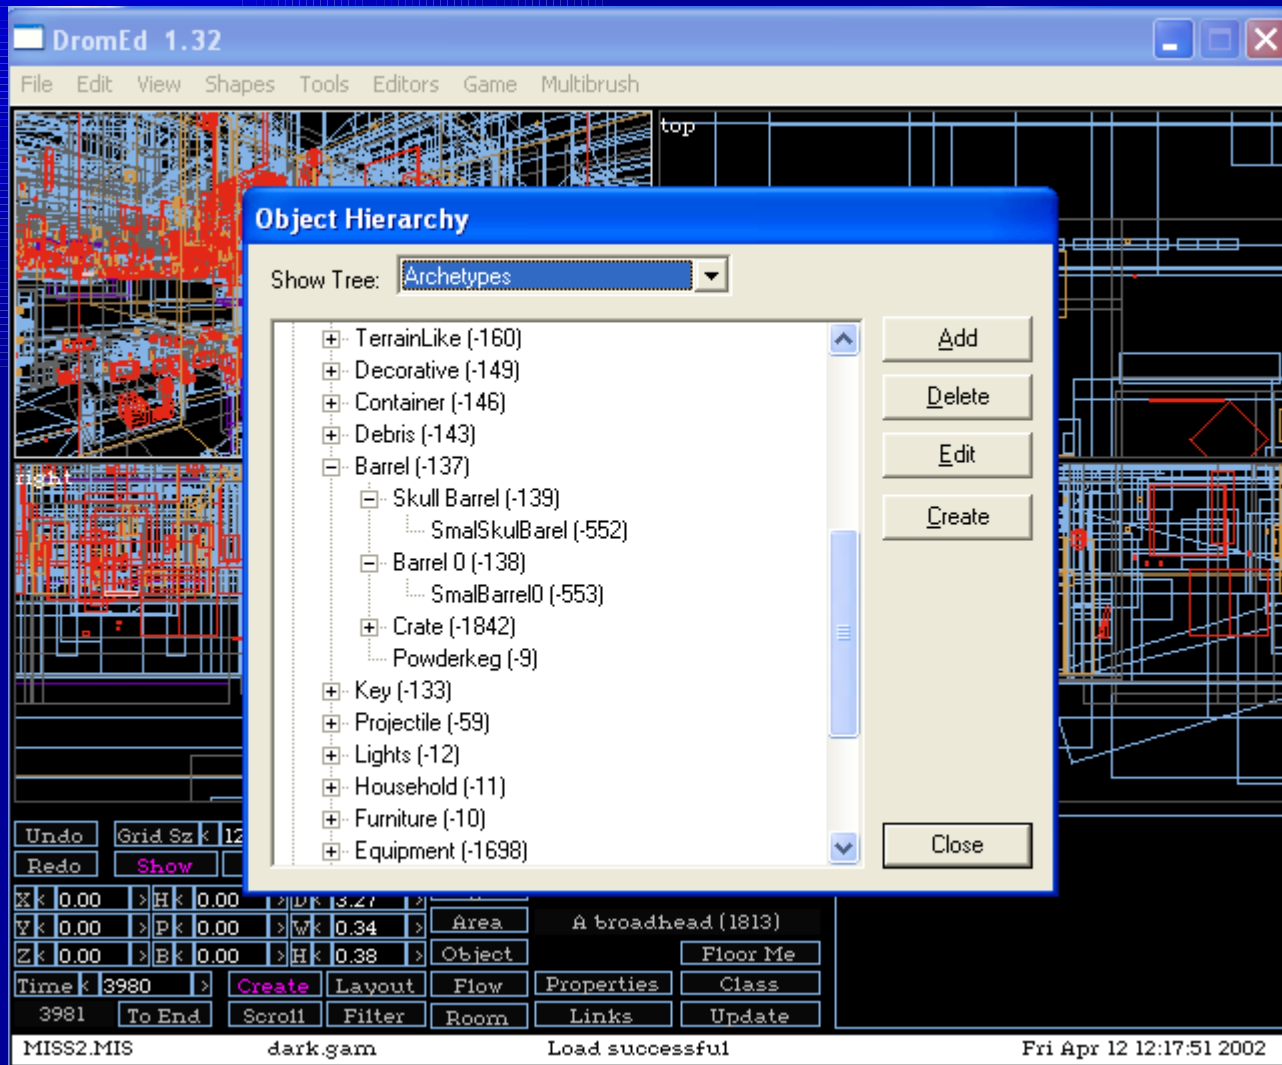 DromEd 1.32
File Edit View Shapes Tools Editors Game Multibrush
top
Object Hierarchy
Show Tree: Archetypes
TerrainLike (-160)
Decorative (-149)
Container (-146)
Debris (-143)
Barrel (-137)
Skull Barrel (-139)
SmalSkulBarel (-552)
Barrel 0 (-138)
SmalBarrel0 (-553)
Crate (-1842)
Powderkeg (-9)
Key (-133)
Projectile (-59)
Lights (-12)
Household (-11)
Furniture (-10)
Equipment (-1698)
Add
Delete
Edit
Create
Close
right
Undo Grid Sz < 12
Redo Show
X < 0.00 > H < 0.00 > D < 3.27 >
Y < 0.00 > P < 0.00 > W < 0.34 > Area A broadhead (1813)
Z < 0.00 > B < 0.00 > H < 0.38 > Object Floor Me
Time < 3980 > Create Layout Flow Properties Class
3981 To End Scroll Filter Room Links Update
MISS2.MIS dark.gam Load successful Fri Apr 12 12:17:51 2002